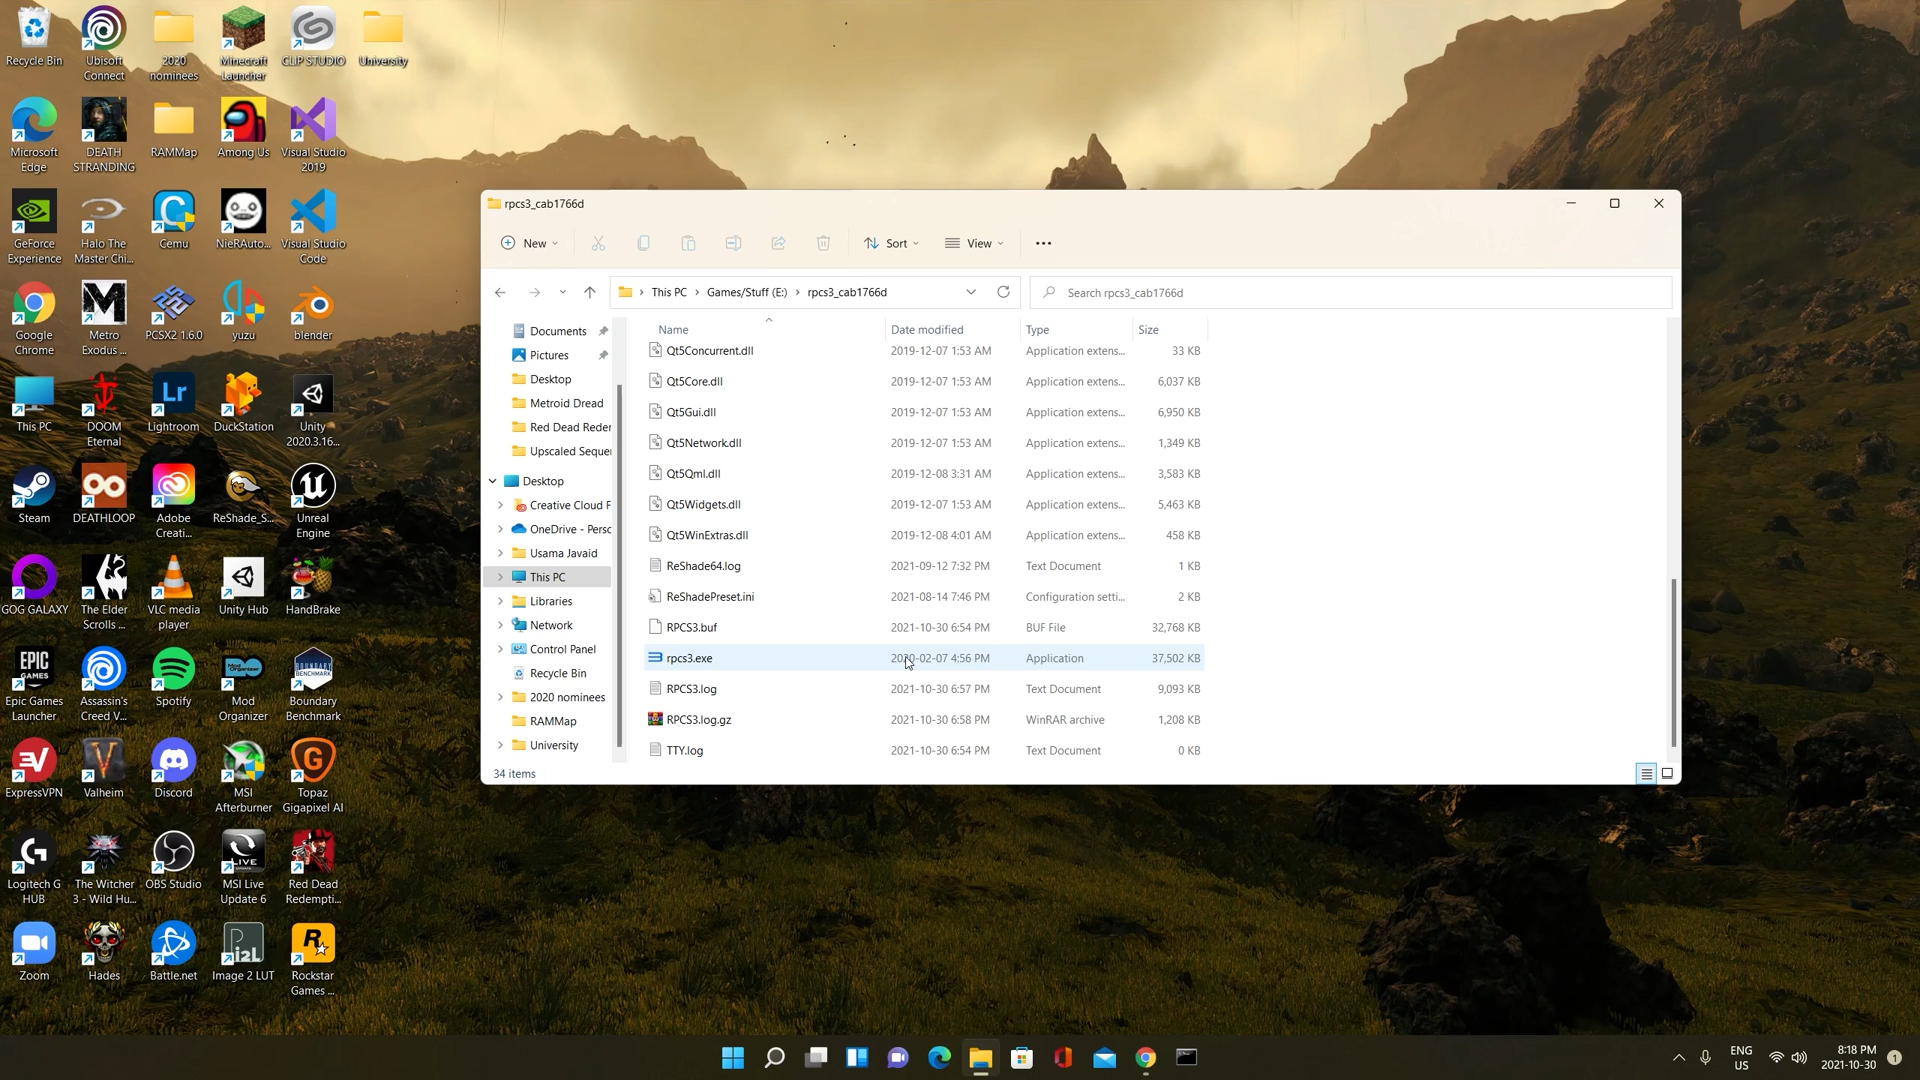 Recycle Bin
Ubisoft
Connect
2020
nominees
Minecraft
Launcher
CLIP STUDIO
University
Microsoft
Edge
DEATH
STRANDING
RAMMap
Among Us
Visual Studio
2019
GeForce
Experience
Halo The
Master Chi...
Cemu
NieRAuto...
Visual Studio
Code
Google
Chrome
Metro
Exodus ...
PCSX2 1.6.0
yuzu
blender
This PC
DOOM
Eternal
Lr
Lightroom
DuckStation
Unity
2020.3.16...
Steam
DEATHLOOP
Adobe
Creati...
ReShade_S...
Unreal
Engine
GOG GALAXY
The Elder
Scrolls ...
VLC media
player
Unity Hub
HandBrake
EPIC
GAMES
Epic Games
Launcher
Assassin's
Creed V...
Spotify
Mod
Organizer
BOUNDARY
BENCHMARK
Boundary
Benchmark
ExpressVPN
Valheim
Discord
MSI
Afterburner
Topaz
Gigapixel AI
Logitech G
HUB
The Witcher
3 - Wild Hu...
OBS Studio
LIVE
MSI Live
Update 6
Red Dead
Redempti...
Zoom
Hades
Battle.net
Pi2L
Image 2 LUT
Rockstar
Games ...
rpcs3_cab1766d
New
Sort
View
This PC > Games/Stuff (E:) > rpcs3_cab1766d
Search rpcs3_cab1766d
Documents
Pictures
Desktop
Metroid Dread
Red Dead Reder
Upscaled Seque
Desktop
Creative Cloud F
OneDrive - Perso
Usama Javaid
This PC
Libraries
Network
Control Panel
Recycle Bin
2020 nominees
RAMMap
University
Name Date modified Type Size
Qt5Concurrent.dll 2019-12-07 1:53 AM Application extens... 33 KB
Qt5Core.dll 2019-12-07 1:53 AM Application extens... 6,037 KB
Qt5Gui.dll 2019-12-07 1:53 AM Application extens... 6,950 KB
Qt5Network.dll 2019-12-07 1:53 AM Application extens... 1,349 KB
Qt5Qml.dll 2019-12-08 3:31 AM Application extens... 3,583 KB
Qt5Widgets.dll 2019-12-07 1:53 AM Application extens... 5,463 KB
Qt5WinExtras.dll 2019-12-08 4:01 AM Application extens... 458 KB
ReShade64.log 2021-09-12 7:32 PM Text Document 1 KB
ReShadePreset.ini 2021-08-14 7:46 PM Configuration setti... 2 KB
RPCS3.buf 2021-10-30 6:54 PM BUF File 32,768 KB
rpcs3.exe 2020-02-07 4:56 PM Application 37,502 KB
RPCS3.log 2021-10-30 6:57 PM Text Document 9,093 KB
RPCS3.log.gz 2021-10-30 6:58 PM WinRAR archive 1,208 KB
TTY.log 2021-10-30 6:54 PM Text Document 0 KB
34 items
ENG
US
8:18 PM
2021-10-30
1